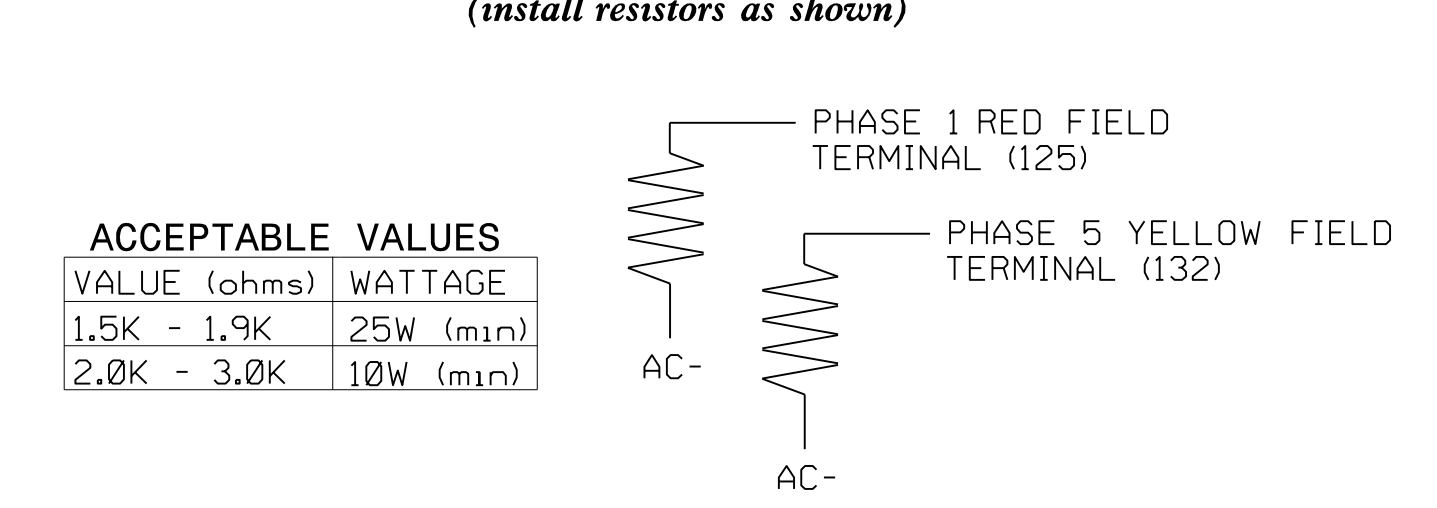 (install resistors as shown)
PHASE 1 RED FIELD
TERMINAL (125)
PHASE 5 YELLOW FIELD
TERMINAL (132)
ACCEPTABLE VALUES
VALUE (ohms) WATTAGE
1.5K - 1.9K 25W (min)
2.0K - 3.0K 10W (min)
AC-
AC-